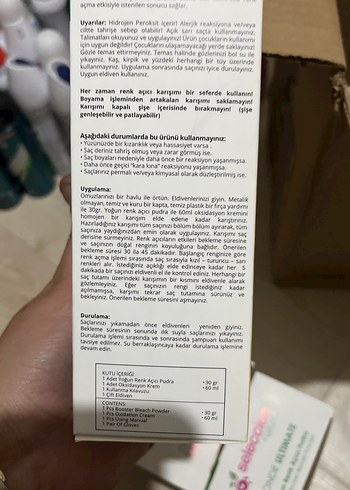 açma etkisiyle istenilen sonucu sağlar.
Uyarılar: Hidrojen Peroksit İçerir! Alerjik reaksiyona ve/veya
ciltte tahrişe sebep olabilir! Açık sarı saçta kullanmayınız.
Talimatları okuyunuz ve uygulayınız! Ürün çocukların kullanımı
için uygun değildir! Çocukların ulaşamayacağı yerde saklayınız!
Gözle temas ettirmeyiniz. Temas halinde gözlerinizi bol su ile
yıkayınız. Kaş, kirpik ve yüzdeki herhangi bir tüy üzerinde
kullanmayınız. Uygulama sonrasında saçınızı iyice durulayınız.
Uygun eldiven kullanınız.
Her zaman renk açıcı karışımı bir seferde kullanın!
Boyama işleminden artakalan karışımı saklamayın!
Karışımı kapalı şişe içerisinde bırakmayın! (şişe
genleşebilir ve patlayabilir)
Aşağıdaki durumlarda bu ürünü kullanmayınız:
• Yüzünüzde bir kızarıklık veya hassasiyet varsa .
• Saç deriniz tahriş olmuş veya zarar görmüş ise.
• Saç boyaları nedeniyle daha önce bir reaksiyon yaşanmışsa.
• Daha önce geçici "kara kına" reaksiyonu yaşanmışsa.
• Saçlarınız permalı ve/veya kimyasal olarak düzleştirilmiş ise.
Uygulama:
Omuzlarınızı bir havlu ile örtün. Eldivenlerinizi giyin. Metalik
olmayan, temiz ve kuru bir kapta, temiz plastik bir fırça yardımı
ile 30gr. Yoğun renk açıcı pudra ile 60ml oksidasyon kremini
homojen bir karışım elde edene kadar karıştırınız.
Hazırladığınız karışımı tüm saçınızı bölüm bölüm ayırarak, tüm
saçınıza yaydığınızdan emin olarak uygulayınız. Karışımı saç
derisine sürmeyiniz. Renk açıcıların etkileri bekleme süresine
ve saçınızın doğal renginin koyuluğuna bağlıdır. Önerilen
bekleme süresi 30 ila 45 dakikadır. Başlangıç renginize göre
renk açma işlemi sırasında saç sırasıyla kızıl – turuncu – sarı
renkleri alır. İstediğiniz açıklığı elde edinceye kadar her 5
dakikada bir saçınızı eldivenli el ile kontrol ediniz. Herhangi bir
saç tutamı üzerindeki karışımın bir kısmını eldivenle alarak
gözlemleyiniz. Eğer saçınızın rengi istediğiniz kadar
açılmamışsa, karışımı tekrar saç tutamına sürünüz ve
bekleyiniz. Önerilen bekleme süresini aşmayınız.
Durulama:
Saçlarınızı yıkamadan önce eldivenleri yeniden giyiniz.
Bekleme süresinin sonunda ılık suyla saçlarınızı yıkayınız.
Durulama işlemi sırasında ve sonrasında şampuan kullanımı
tavsiye edilmez. Su berraklaşıncaya kadar durulama işlemine
devam edin.
KUTU İÇERİĞİ
1 Adet Yoğun Renk Açıcı Pudra • 30 gr
1 Adet Oksidasyon Krem • 60 ml
1 Kullanma Kılavuzu
1 Çift Eldiven
CONTENS:
1 Pcs Booster Bleach Powder • 30 gr
1 Pcs Oxidation Cream • 60 ml
1 Pcs Using Manual
1 Pair Of Gloves